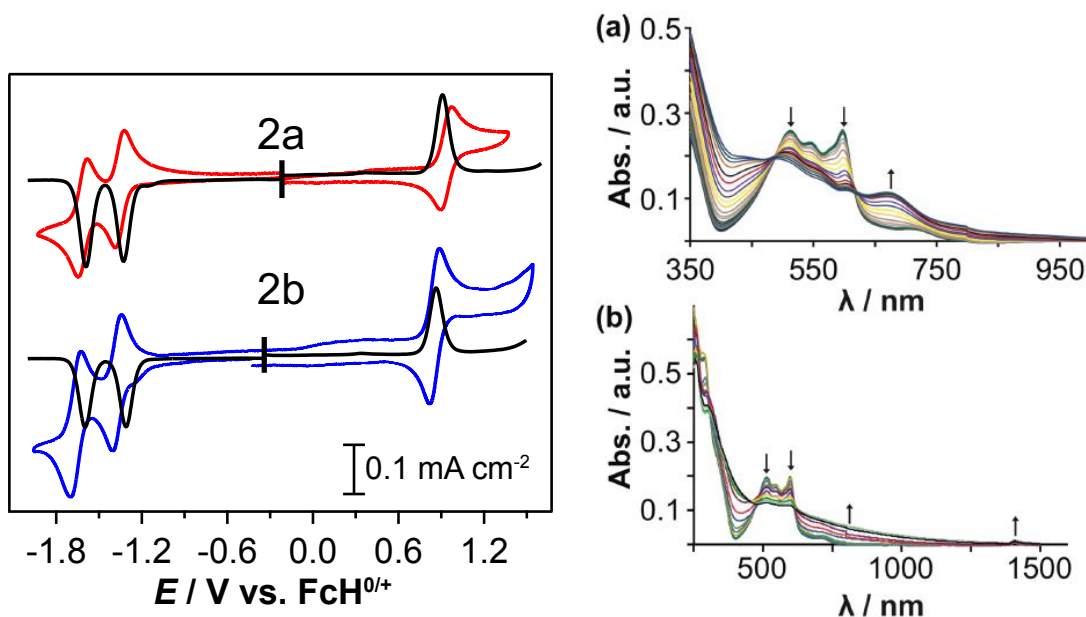 2a
2b
0.1 mA cm⁻²
-1.8 -1.2 -0.6 0.0 0.6 1.2
E / V vs. FcH⁰/⁺
(a)
0.5
0.3
0.1
Abs. / a.u.
350 550 750 950
λ / nm
(b)
0.5
0.3
0.1
Abs. / a.u.
500 1000 1500
λ / nm